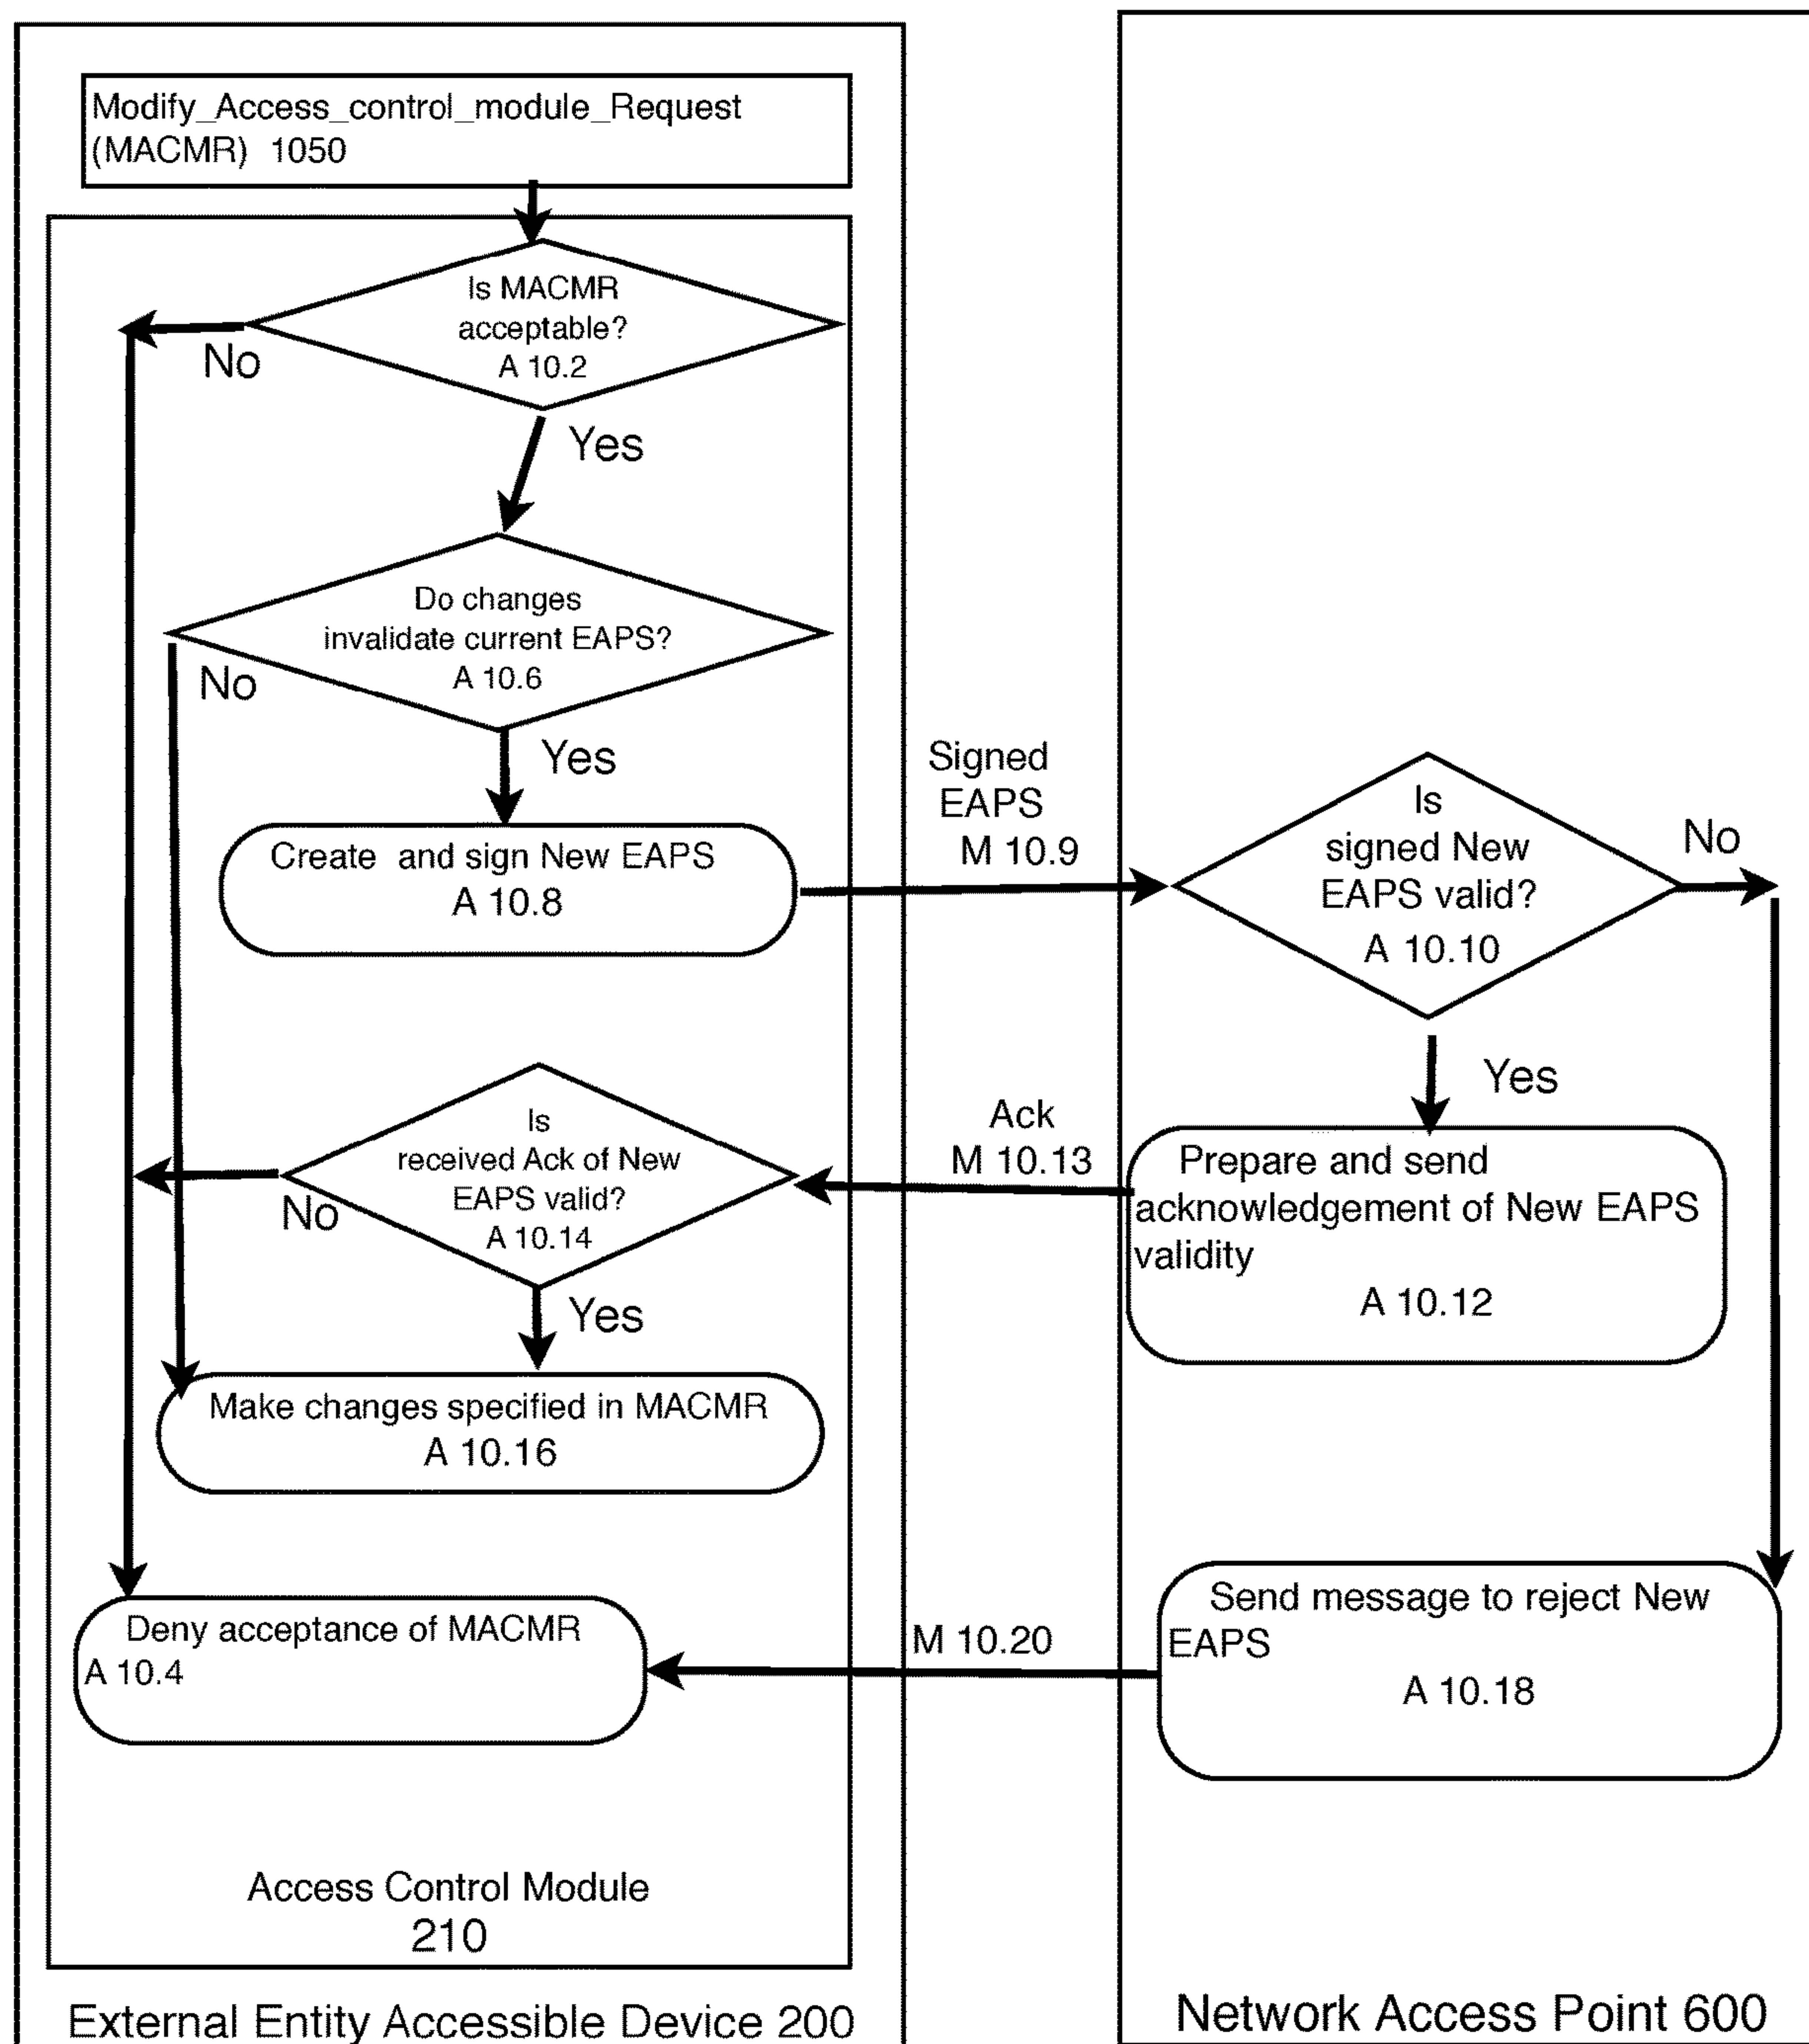 Modify_Access_control_module_Request
(MACMR) 1050
Is MACMR
acceptable?
A 10.2
No
Yes
Do changes
invalidate current EAPS?
A 10.6
No
Yes
Create and sign New EAPS
A 10.8
Signed
EAPS
M 10.9
Is
signed New
EAPS valid?
A 10.10
No
Yes
Prepare and send
acknowledgement of New EAPS
validity
A 10.12
Ack
M 10.13
Is
received Ack of New
EAPS valid?
A 10.14
No
Yes
Make changes specified in MACMR
A 10.16
Deny acceptance of MACMR
A 10.4
M 10.20
Send message to reject New
EAPS
A 10.18
Access Control Module
210
External Entity Accessible Device 200
Network Access Point 600